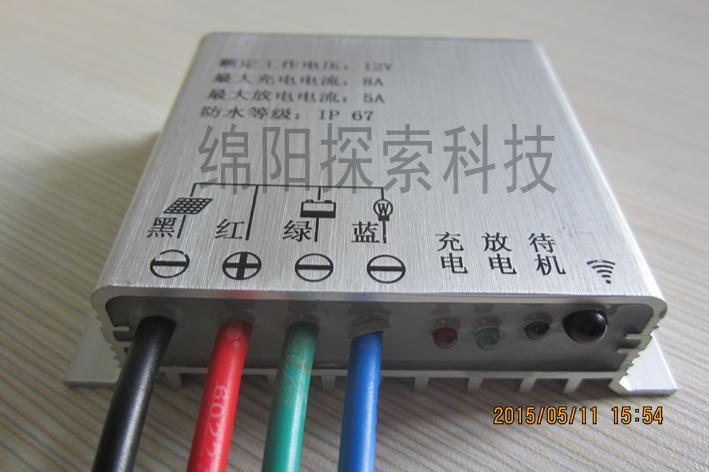 额定工作电压：12V
最大充电电流：8A
最大放电电流：5A
防水等级：IP 67
绵阳探索科技
W
黑 红 绿 蓝
充电 放电 待机
2015/05/11 15:54